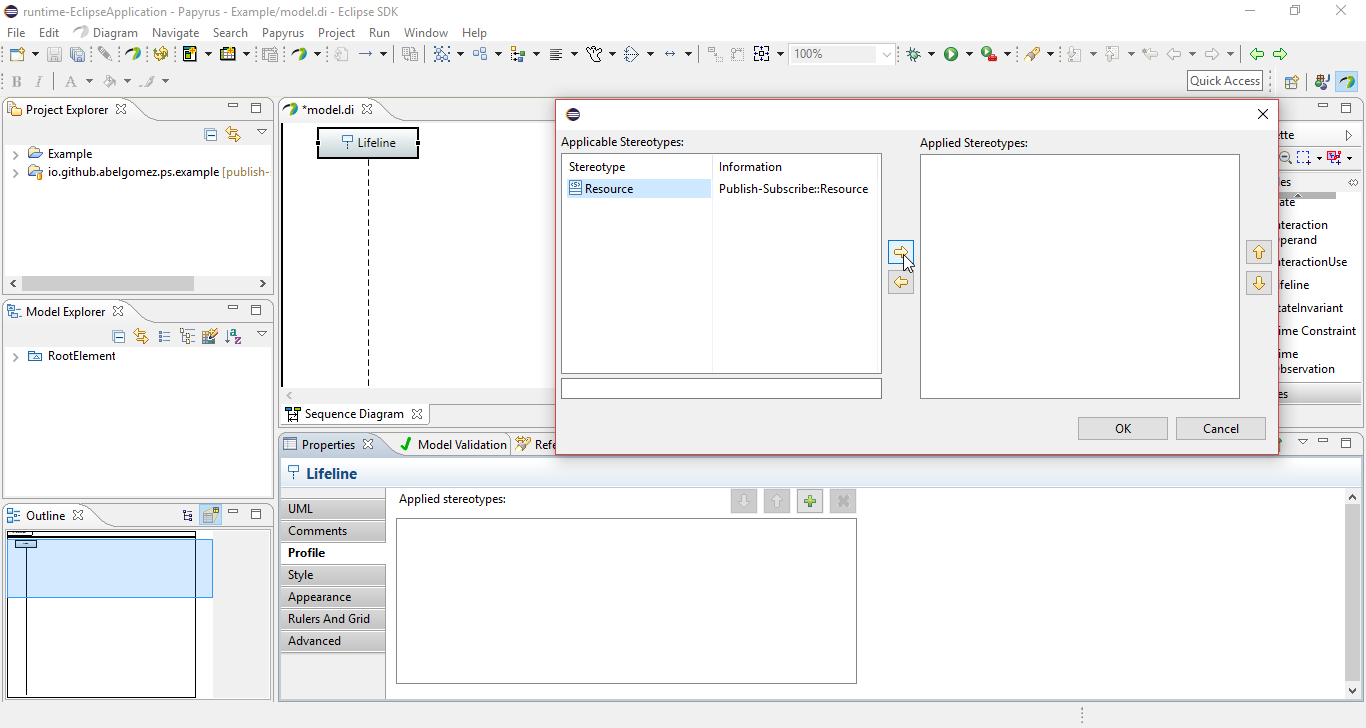 runtime-EclipseApplication - Papyrus - Example/model.di - Eclipse SDK
File Edit Diagram Navigate Search Papyrus Project Run Window Help
100%
B I A
Quick Access
Project Explorer
Example
io.github.abelgomez.ps.example [publish-
Model Explorer
RootElement
Outline
*model.di
Lifeline
Sequence Diagram
Applicable Stereotypes:
Stereotype Information
Resource Publish-Subscribe::Resource
Applied Stereotypes:
OK Cancel
ette
es
ate
teraction
perand
teractionUse
feline
tateInvariant
ime Constraint
ime
bservation
es
Properties Model Validation Refe
Lifeline
UML
Comments
Profile
Style
Appearance
Rulers And Grid
Advanced
Applied stereotypes: